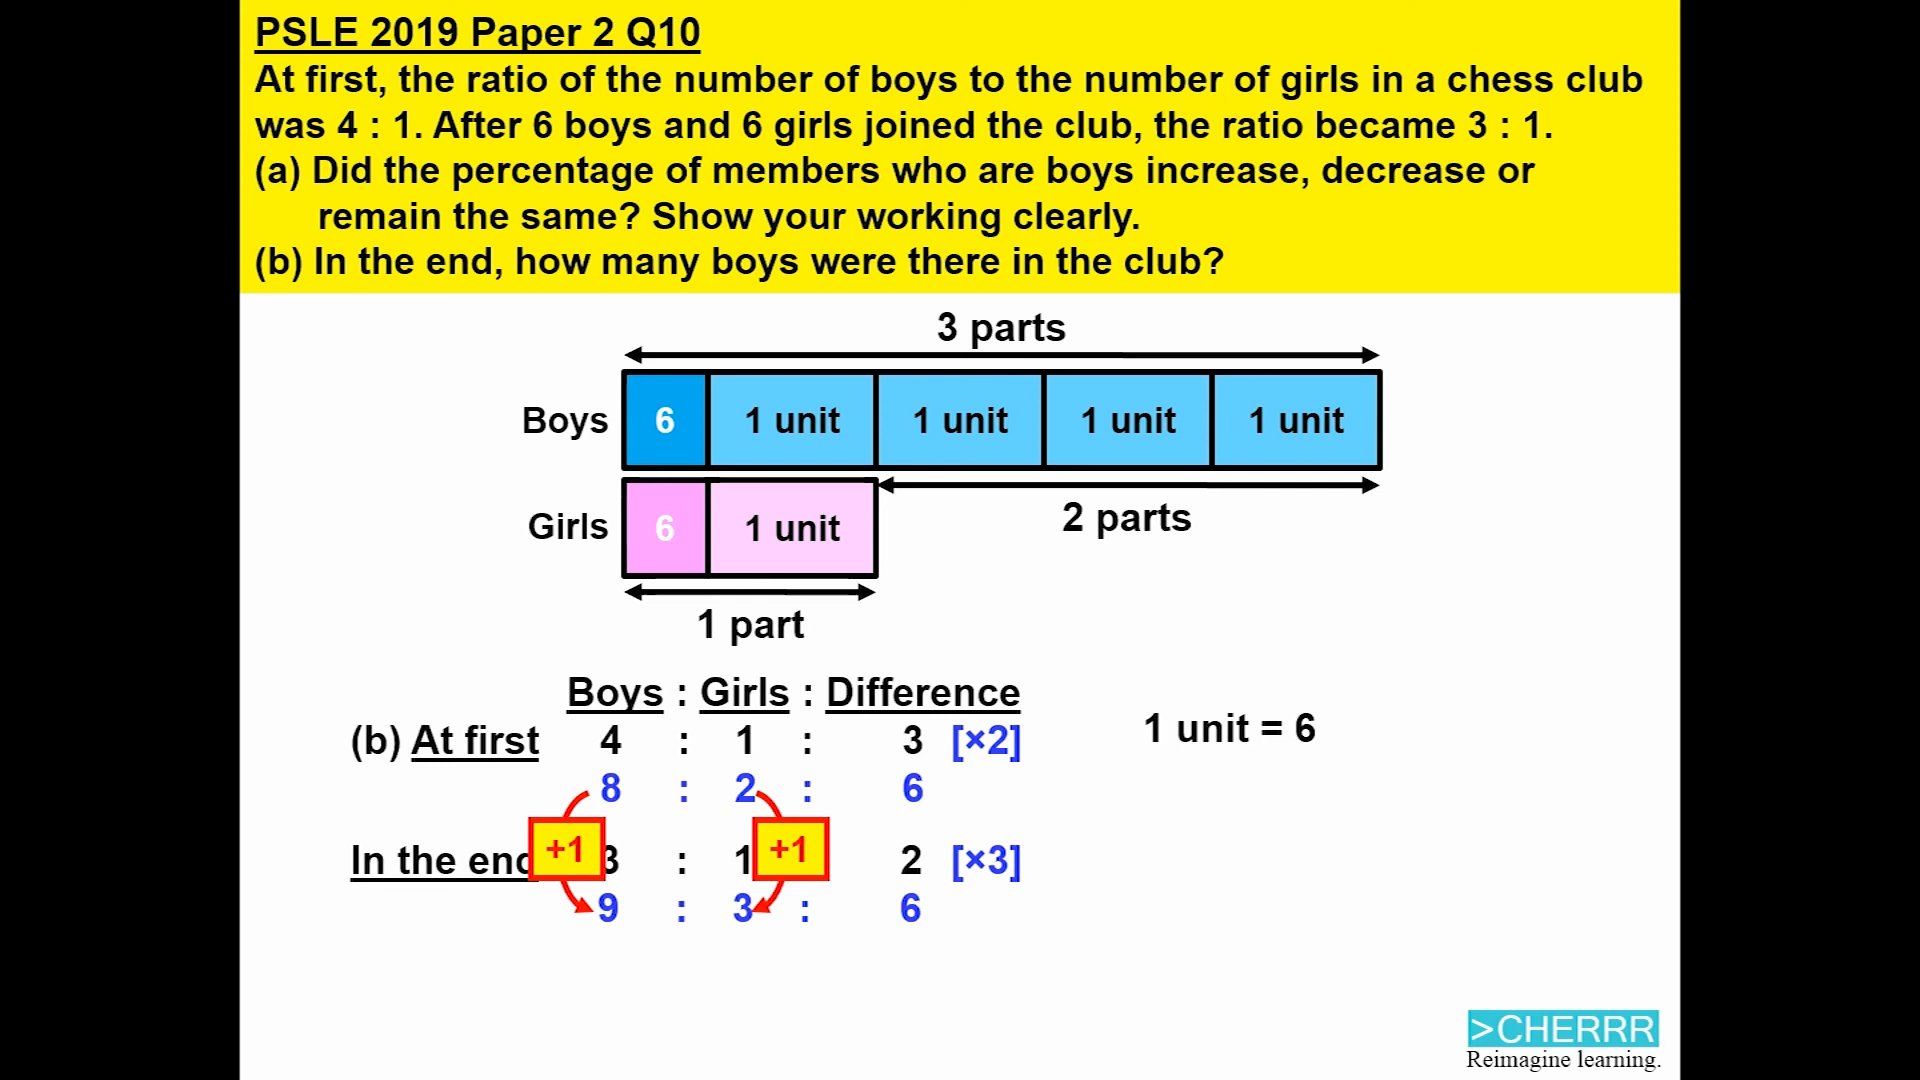 PSLE 2019 Paper 2 Q10
At first, the ratio of the number of boys to the number of girls in a chess club
was 4 : 1. After 6 boys and 6 girls joined the club, the ratio became 3 : 1.
(a) Did the percentage of members who are boys increase, decrease or
remain the same? Show your working clearly.
(b) In the end, how many boys were there in the club?
3 parts
Boys 6 1 unit 1 unit 1 unit 1 unit
Girls 6 1 unit
2 parts
1 part
Boys : Girls : Difference
(b) At first 4 : 1 : 3 [×2]
1 unit = 6
8 : 2 : 6
+1 +1
In the end 3 : 1 2 [×3]
9 : 3 : 6
>CHERRR
Reimagine learning.